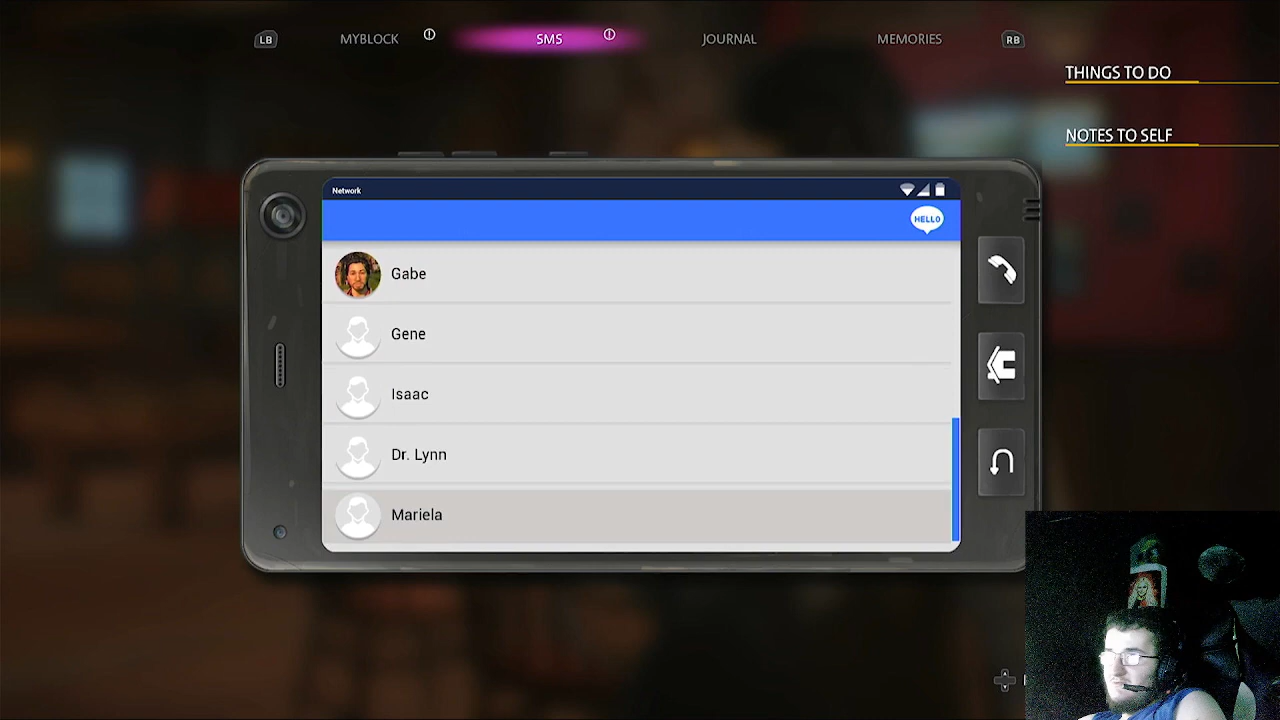 LB
MYBLOCK
SMS
JOURNAL
MEMORIES
RB
THINGS TO DO
NOTES TO SELF
Network
HELLO
Gabe
Gene
Isaac
Dr. Lynn
Mariela